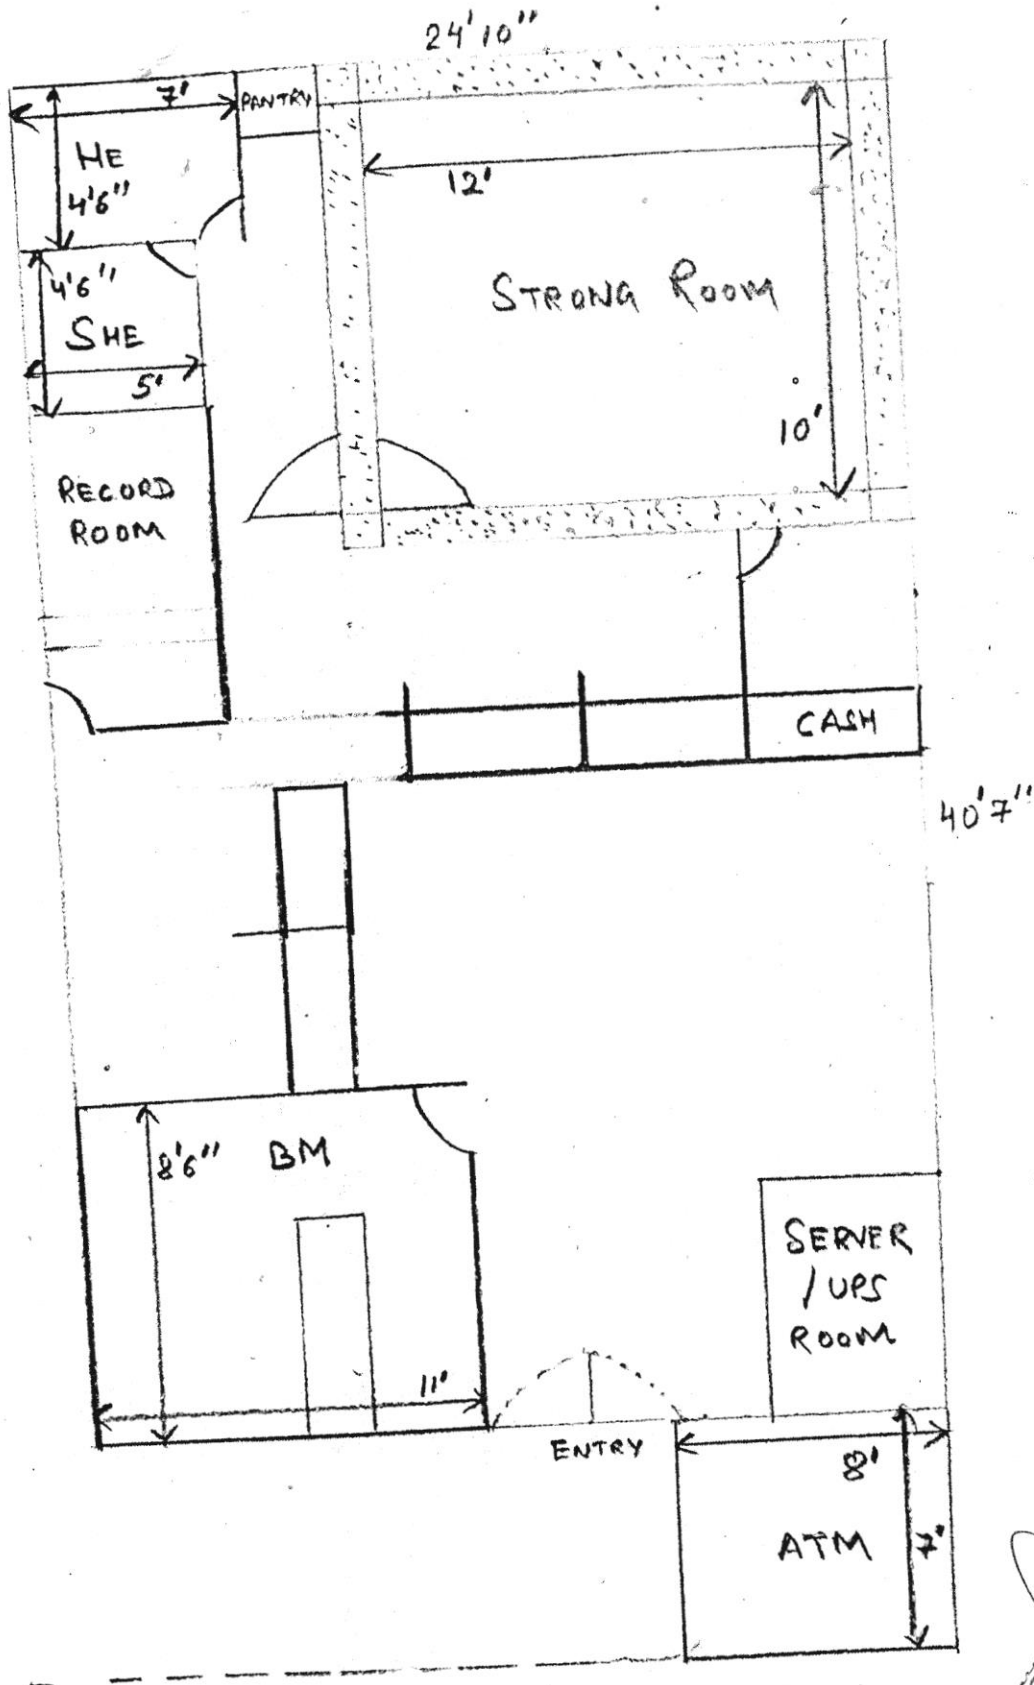 24'10"
7'
PANTRY
HE
4'6"
12'
4'6"
SHE
5'
STRONG ROOM
10'
RECORD
ROOM
CASH
40'7"
8'6"
BM
11'
SERVER
/UPS
ROOM
ENTRY
8'
ATM
7'